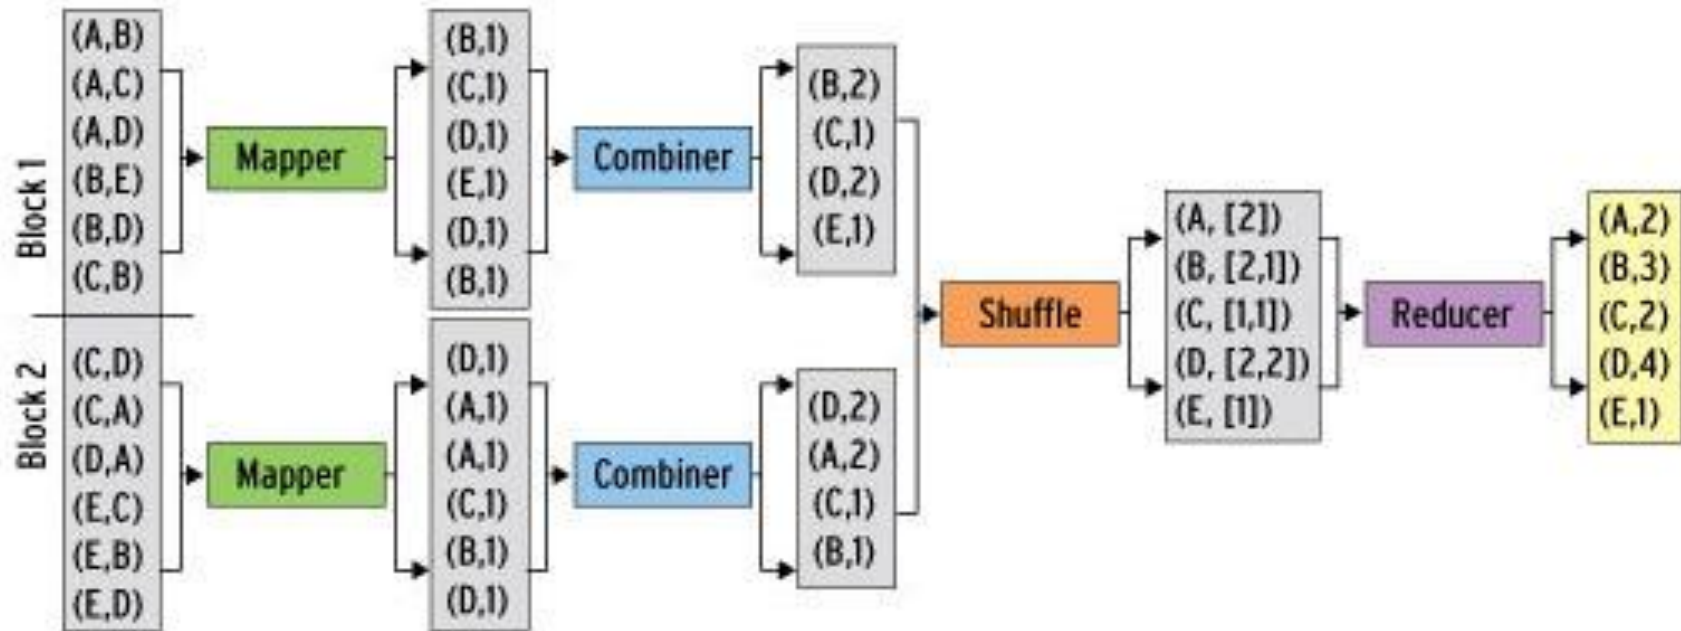 Block 1
(A,B)
(A,C)
(A,D)
(B,E)
(B,D)
(C,B)
Mapper
(B,1)
(C,1)
(D,1)
(E,1)
(D,1)
(B,1)
Combiner
(B,2)
(C,1)
(D,2)
(E,1)
Block 2
(C,D)
(C,A)
(D,A)
(E,C)
(E,B)
(E,D)
Mapper
(D,1)
(A,1)
(A,1)
(C,1)
(B,1)
(D,1)
Combiner
(D,2)
(A,2)
(C,1)
(B,1)
Shuffle
(A, [2])
(B, [2,1])
(C, [1,1])
(D, [2,2])
(E, [1])
Reducer
(A,2)
(B,3)
(C,2)
(D,4)
(E,1)